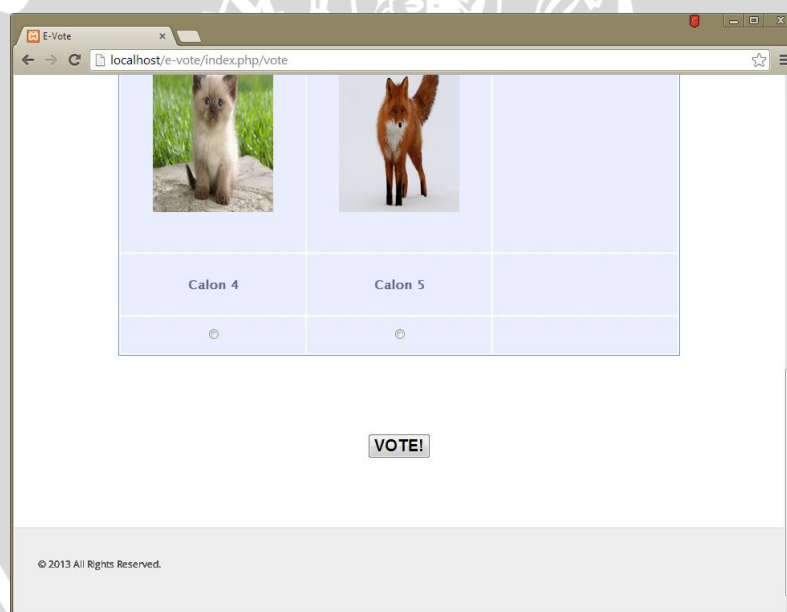 E-Vote
localhost/e-vote/index.php/vote
Calon 4 Calon 5
VOTE!
© 2013 All Rights Reserved.